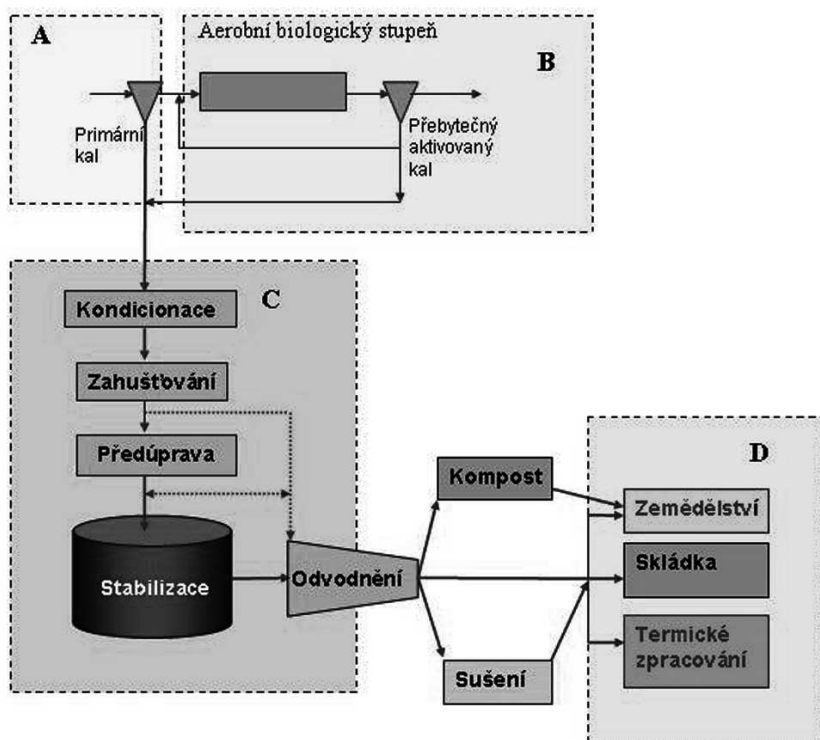 A
Aerobní biologický stupeň
B
Primární
kal
Přebytečný
aktivovaný
kal
C
Kondicionace
Zahušťování
Předúprava
Stabilizace
Odvodnění
Kompost
Sušení
D
Zemědělství
Skládka
Termické
zpracování